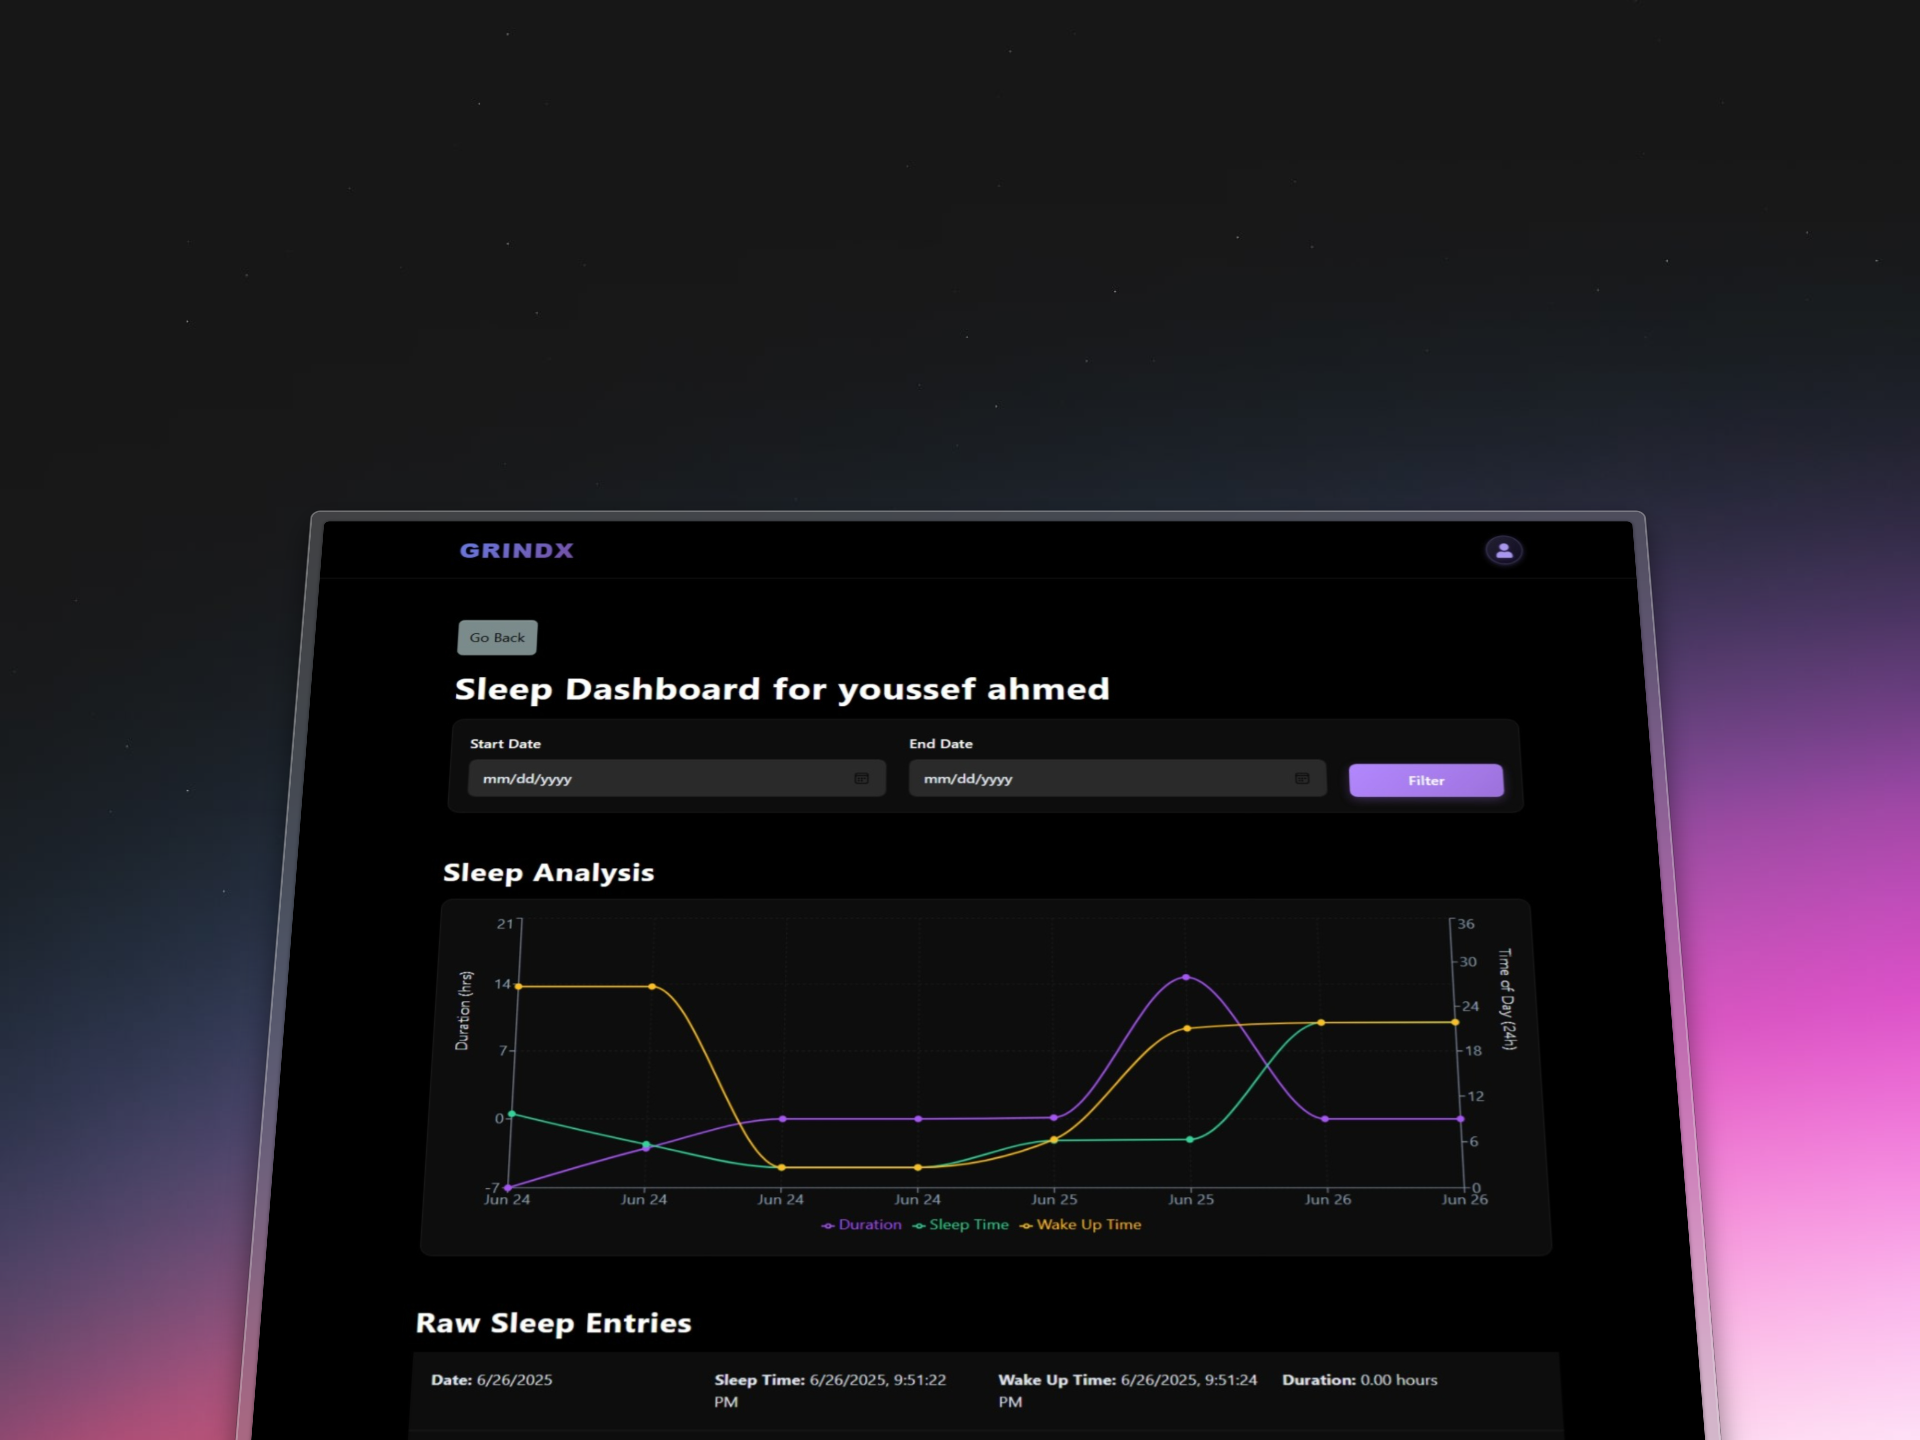 GRINDX
Go Back
Sleep Dashboard for youssef ahmed
Start Date
End Date
mm/dd/yyyy
mm/dd/yyyy
Filter
Sleep Analysis
21
14
7
0
-7
Duration (hrs)
36
30
24
18
12
6
0
Time of Day (24h)
Jun 24 Jun 24 Jun 24 Jun 24 Jun 25 Jun 25 Jun 26 Jun 26
Duration Sleep Time Wake Up Time
Raw Sleep Entries
Date: 6/26/2025
Sleep Time: 6/26/2025, 9:51:22
PM
Wake Up Time: 6/26/2025, 9:51:24
PM
Duration: 0.00 hours